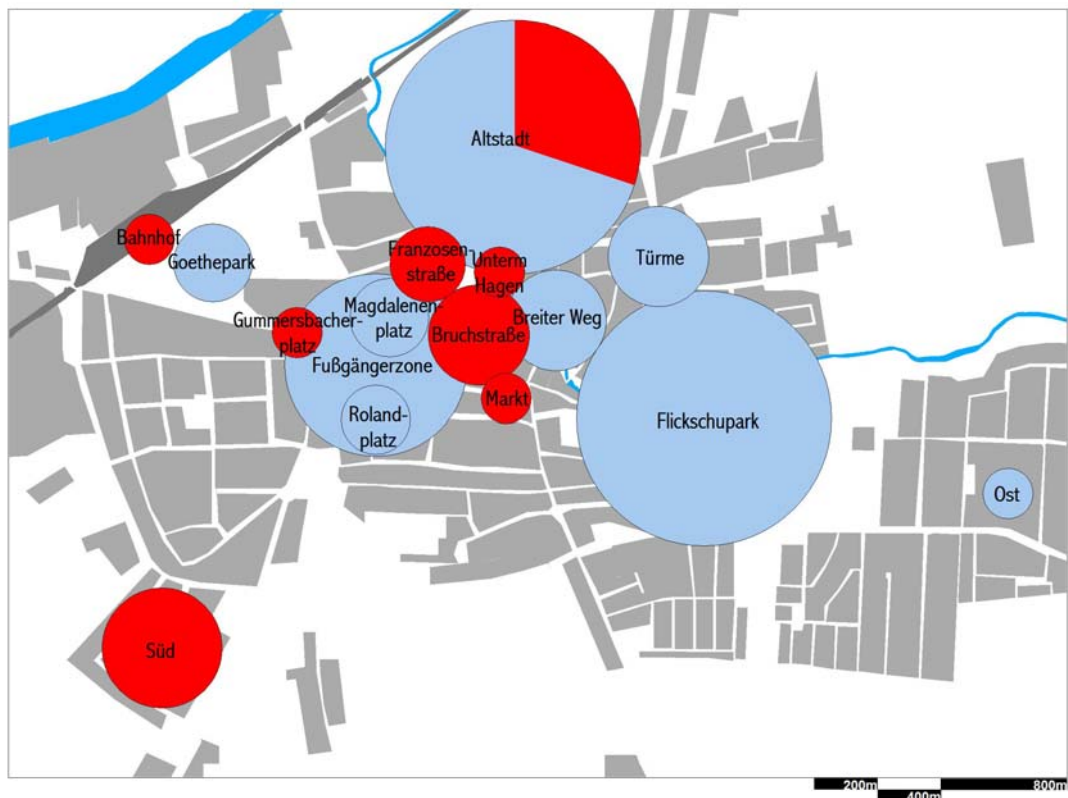 Altstadt
Bahnhof
Goethepark
Franzosen-
straße
Unterm
Hagen
Türme
Magdalenen-
platz
Gummersbacher-
platz
Bruchstraße
Breiter Weg
Fußgängerzone
Markt
Roland-
platz
Flickschupark
Ost
Süd
200m
400m
800m